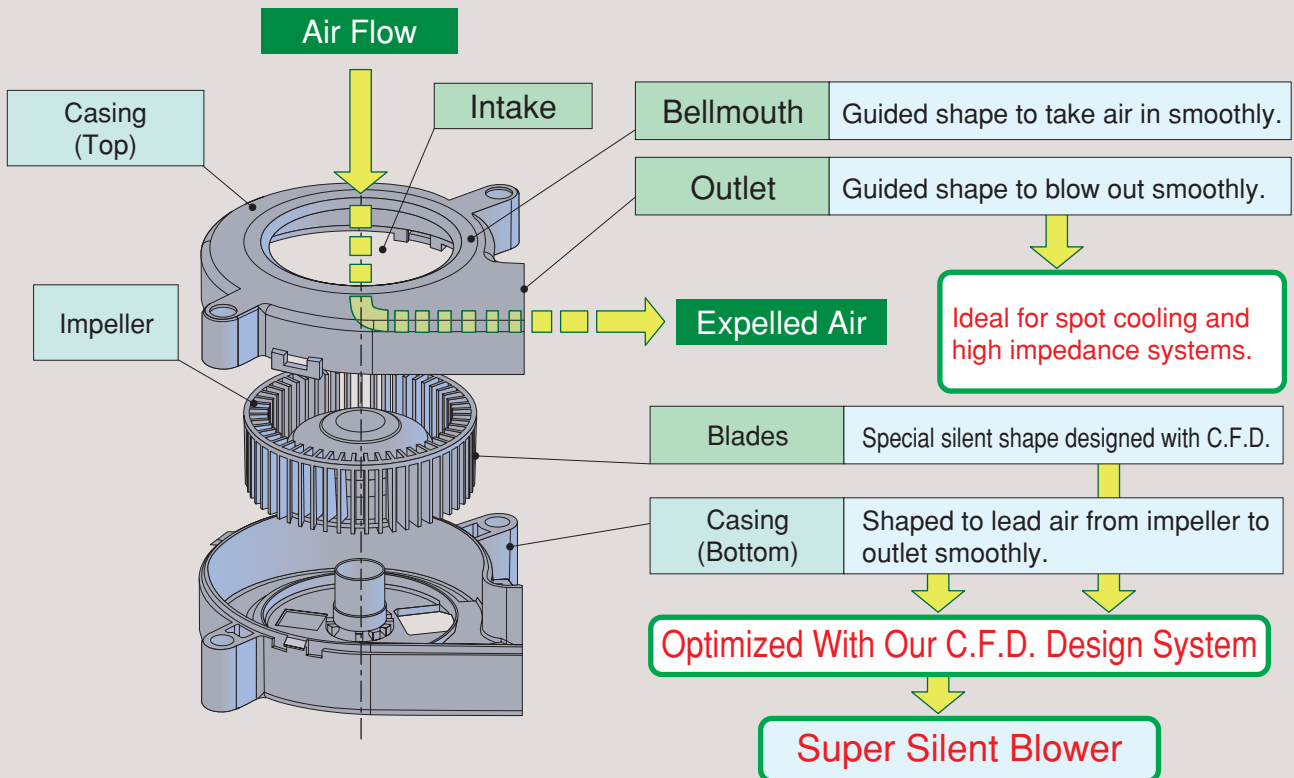 Air Flow
Casing
(Top)
Intake
Bellmouth
Guided shape to take air in smoothly.
Outlet
Guided shape to blow out smoothly.
Impeller
Expelled Air
Ideal for spot cooling and
high impedance systems.
Blades
Special silent shape designed with C.F.D.
Casing
(Bottom)
Shaped to lead air from impeller to
outlet smoothly.
Optimized With Our C.F.D. Design System
Super Silent Blower